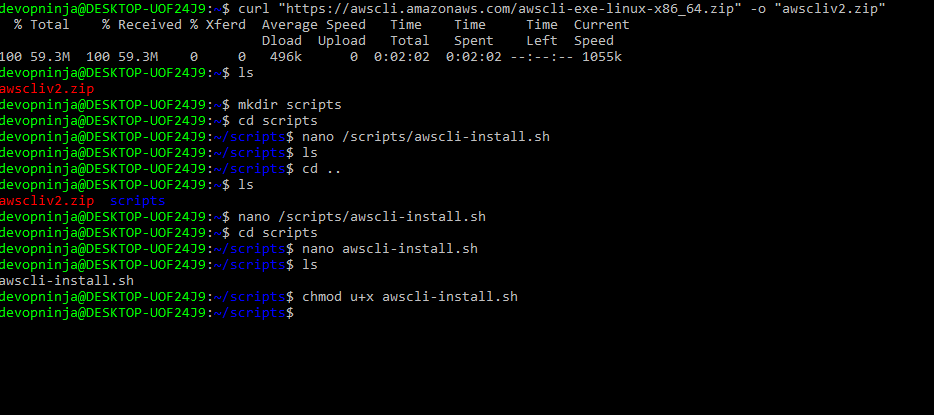 devopninja@DESKTOP-UOF24J9:~$ curl "https://awscli.amazonaws.com/awscli-exe-linux-x86_64.zip" -o "awscliv2.zip"
  % Total    % Received % Xferd  Average Speed   Time    Time     Time  Current
                                 Dload  Upload   Total   Spent    Left  Speed
100 59.3M  100 59.3M    0     0   496k      0  0:02:02  0:02:02 --:--:-- 1055k
devopninja@DESKTOP-UOF24J9:~$ ls
awscliv2.zip
devopninja@DESKTOP-UOF24J9:~$ mkdir scripts
devopninja@DESKTOP-UOF24J9:~$ cd scripts
devopninja@DESKTOP-UOF24J9:~/scripts$ nano /scripts/awscli-install.sh
devopninja@DESKTOP-UOF24J9:~/scripts$ ls
devopninja@DESKTOP-UOF24J9:~/scripts$ cd ..
devopninja@DESKTOP-UOF24J9:~$ ls
awscliv2.zip  scripts
devopninja@DESKTOP-UOF24J9:~$ nano /scripts/awscli-install.sh
devopninja@DESKTOP-UOF24J9:~$ cd scripts
devopninja@DESKTOP-UOF24J9:~/scripts$ nano awscli-install.sh
devopninja@DESKTOP-UOF24J9:~/scripts$ ls
awscli-install.sh
devopninja@DESKTOP-UOF24J9:~/scripts$ chmod u+x awscli-install.sh
devopninja@DESKTOP-UOF24J9:~/scripts$